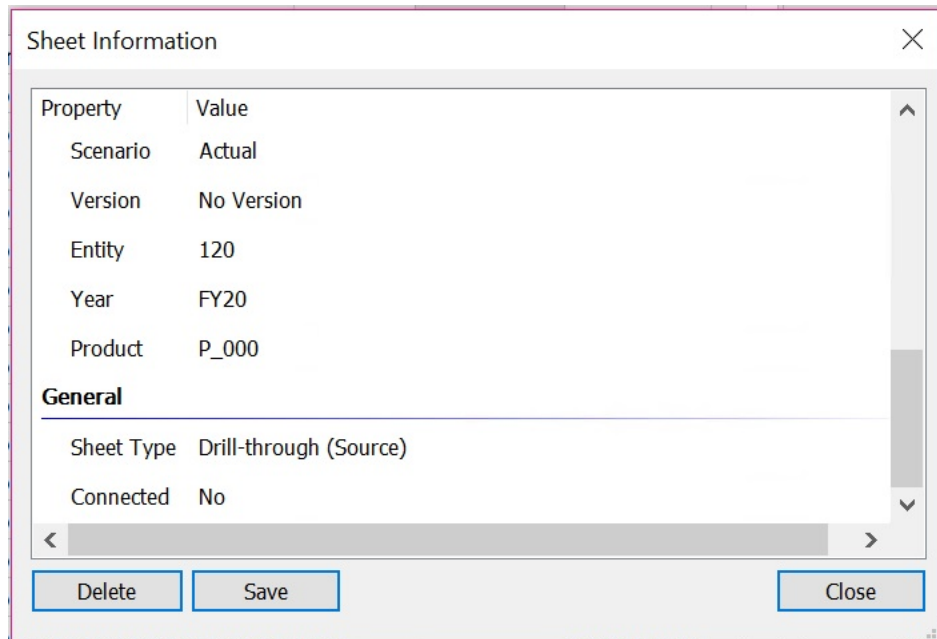 Sheet Information
Property Value
Scenario Actual
Version No Version
Entity 120
Year FY20
Product P_000
General
Sheet Type Drill-through (Source)
Connected No
Delete Save Close